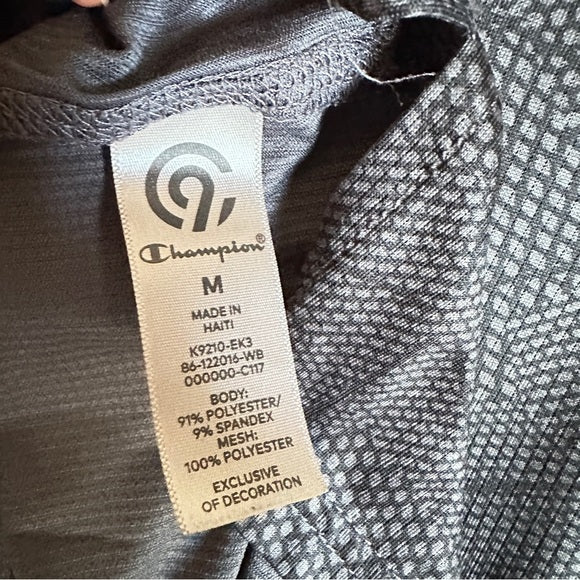 C9
Champion®
M
MADE IN
HAITI
K9210-EK3
86-122016-WB
000000-C117
BODY:
91% POLYESTER/
9% SPANDEX
MESH:
100% POLYESTER
EXCLUSIVE
OF DECORATION